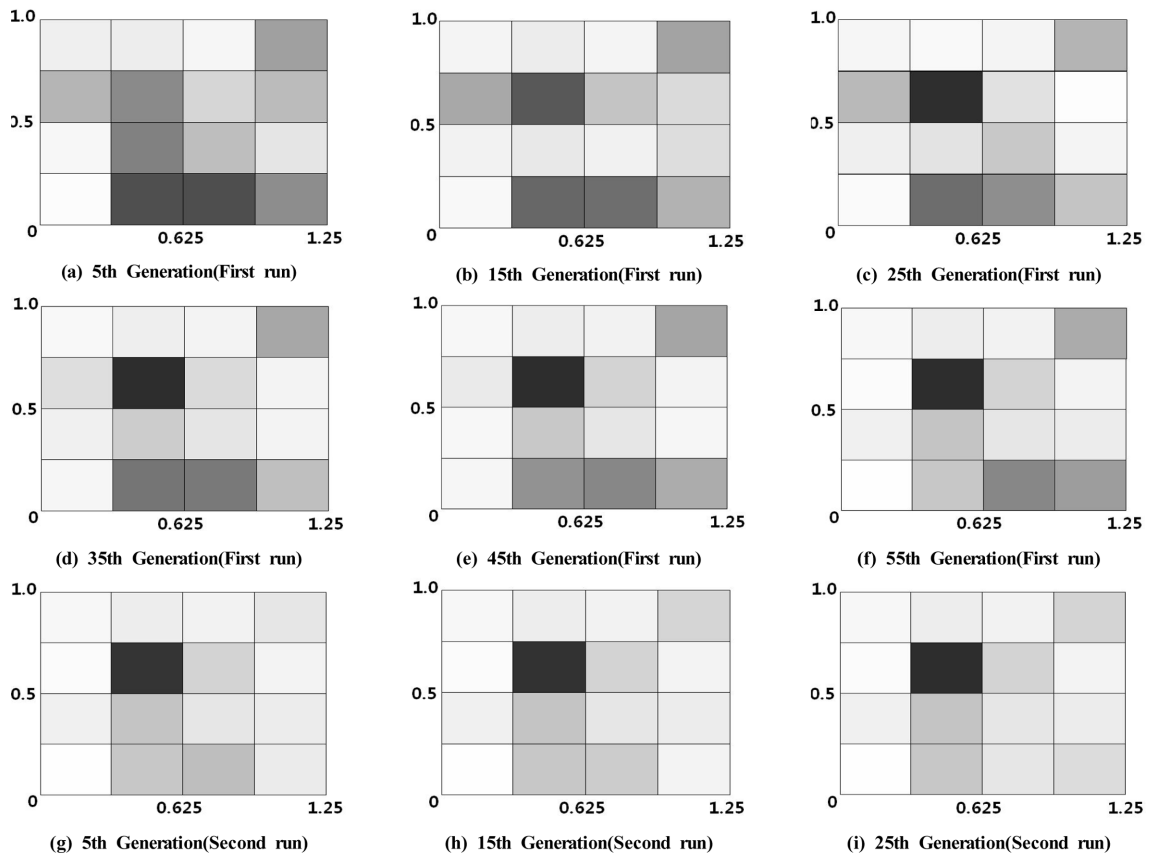 1.0 1.0 1.0
0.5 0.5 0.5
0 0.625 1.25 0 0.625 1.25 0 0.625 1.25
(a) 5th Generation(First run) (b) 15th Generation(First run) (c) 25th Generation(First run)
1.0 1.0 1.0
0.5 0.5 0.5
0 0.625 1.25 0 0.625 1.25 0 0.625 1.25
(d) 35th Generation(First run) (e) 45th Generation(First run) (f) 55th Generation(First run)
1.0 1.0 1.0
0.5 0.5 0.5
0 0.625 1.25 0 0.625 1.25 0 0.625 1.25
(g) 5th Generation(Second run) (h) 15th Generation(Second run) (i) 25th Generation(Second run)